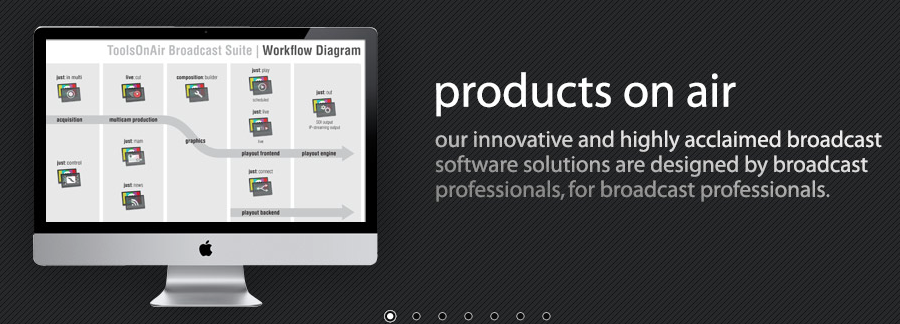 ToolsOnAir Broadcast Suite | Workflow Diagram
just:in multi
live:cut
composition:builder
just:play
scheduled
just:out
SDI output
IP-streaming output
just:live
live
acquisition
multicam production
graphics
playout frontend
playout engine
just:control
just:main
just:connect
just:news
playout backend
products on air
our innovative and highly acclaimed broadcast
software solutions are designed by broadcast
professionals, for broadcast professionals.